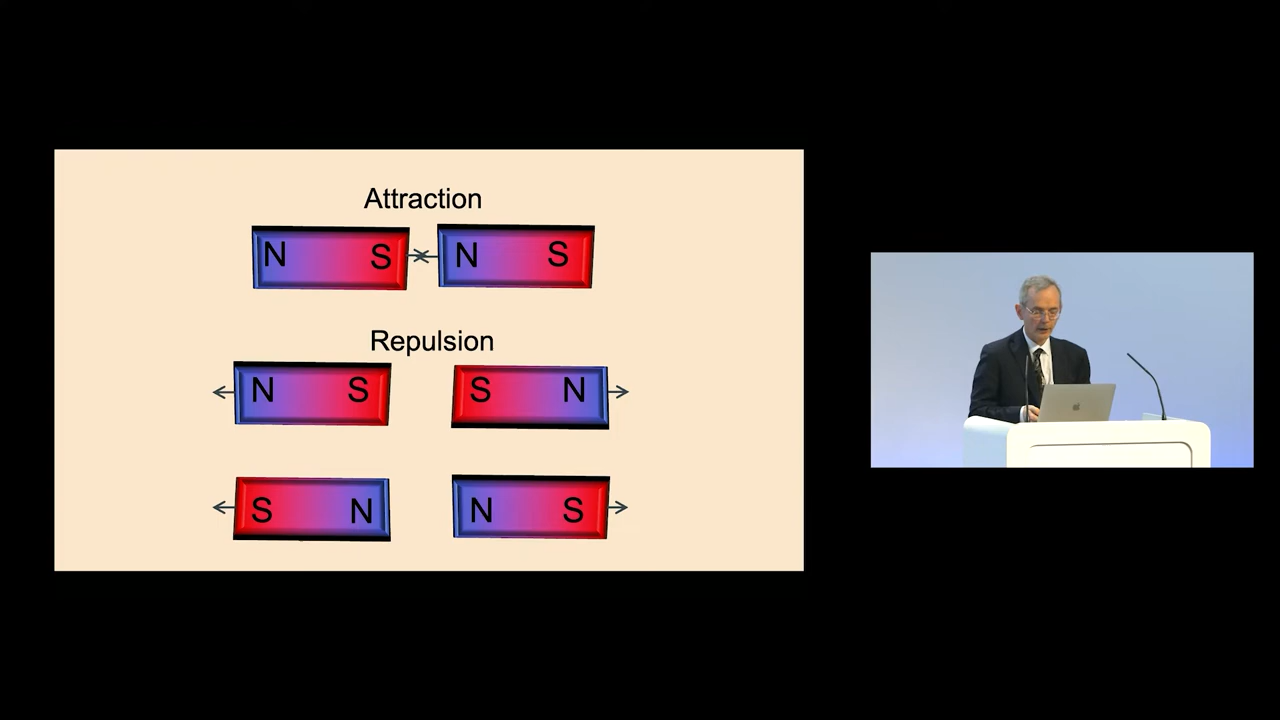 Attraction
N S N S
Repulsion
N S S N
S N N S